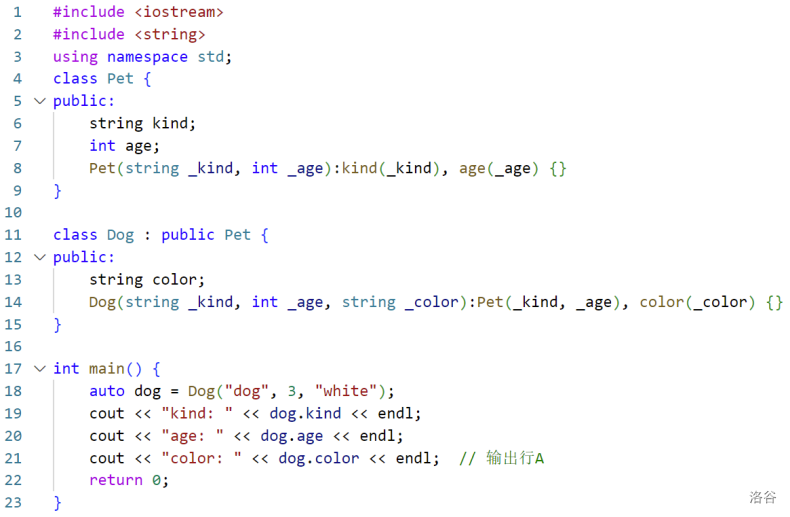 1 #include <iostream>
2 #include <string>
3 using namespace std;
4 class Pet {
5 public:
6 string kind;
7 int age;
8 Pet(string _kind, int _age):kind(_kind), age(_age) {}
9 }
10
11 class Dog : public Pet {
12 public:
13 string color;
14 Dog(string _kind, int _age, string _color):Pet(_kind, _age), color(_color) {}
15 }
16
17 int main() {
18 auto dog = Dog("dog", 3, "white");
19 cout << "kind: " << dog.kind << endl;
20 cout << "age: " << dog.age << endl;
21 cout << "color: " << dog.color << endl; // 输出行A
22 return 0;
23 }
洛谷